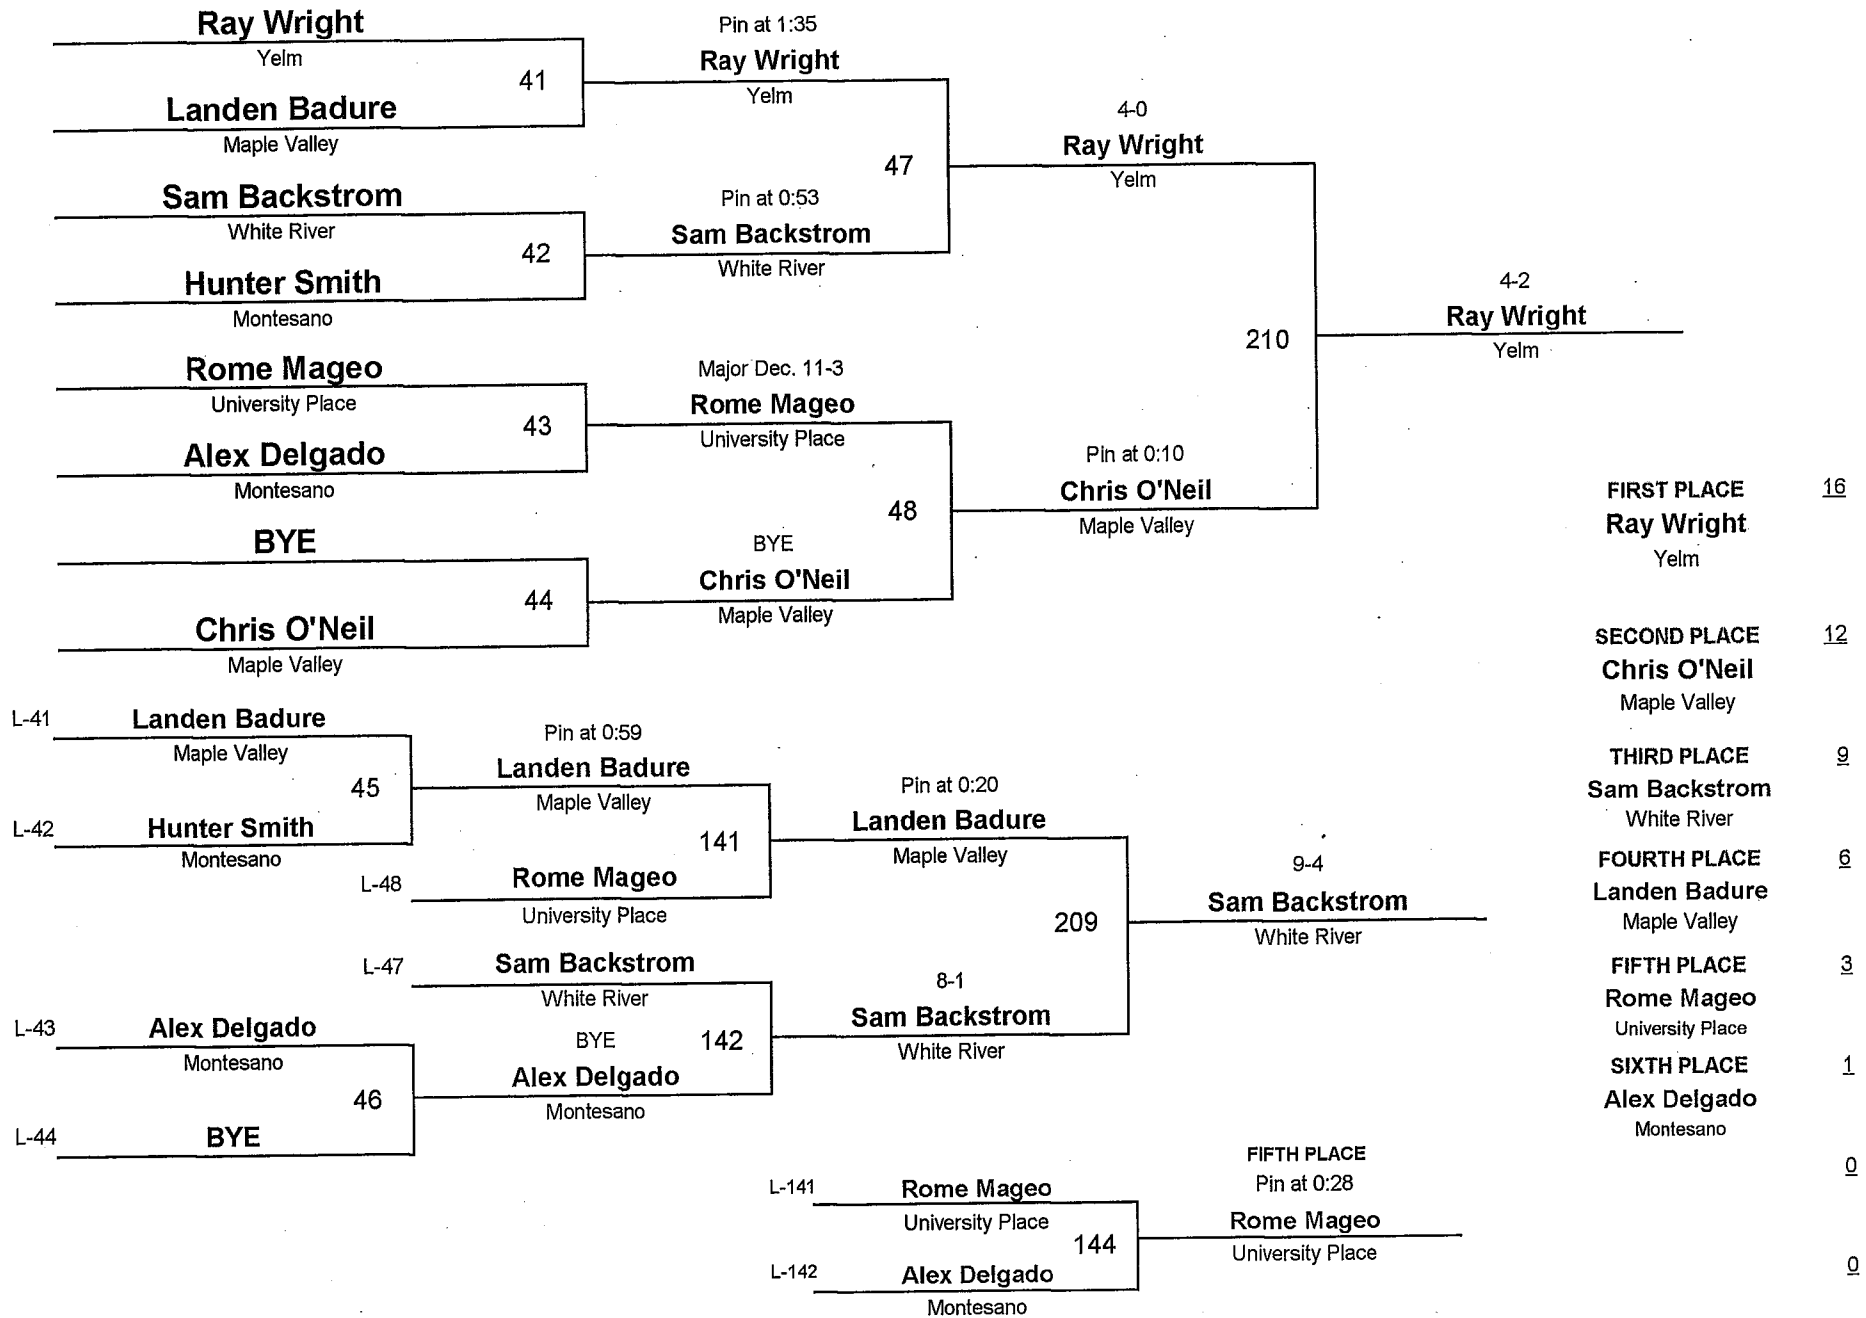 Ray Wright
Yelm
41
Landen Badure
Maple Valley
Sam Backstrom
White River
42
Hunter Smith
Montesano
Rome Mageo
University Place
43
Alex Delgado
Montesano
BYE
44
Chris O'Neil
Maple Valley
Pin at 1:35
Ray Wright
Yelm
47
Pin at 0:53
Sam Backstrom
White River
Major Dec. 11-3
Rome Mageo
University Place
48
BYE
Chris O'Neil
Maple Valley
4-0
Ray Wright
Yelm
210
Pin at 0:10
Chris O'Neil
Maple Valley
4-2
Ray Wright
Yelm
L-41 Landen Badure
Maple Valley
45
L-42 Hunter Smith
Montesano
Pin at 0:59
Landen Badure
Maple Valley
141
L-48 Rome Mageo
University Place
L-47 Sam Backstrom
White River
L-43 Alex Delgado
Montesano
46
L-44 BYE
BYE
142
Alex Delgado
Montesano
Pin at 0:20
Landen Badure
Maple Valley
209
8-1
Sam Backstrom
White River
9-4
Sam Backstrom
White River
L-141 Rome Mageo
University Place
144
L-142 Alex Delgado
Montesano
FIFTH PLACE
Pin at 0:28
Rome Mageo
University Place
FIRST PLACE 16
Ray Wright
Yelm
SECOND PLACE 12
Chris O'Neil
Maple Valley
THIRD PLACE 9
Sam Backstrom
White River
FOURTH PLACE 6
Landen Badure
Maple Valley
FIFTH PLACE 3
Rome Mageo
University Place
SIXTH PLACE 1
Alex Delgado
Montesano
0
0